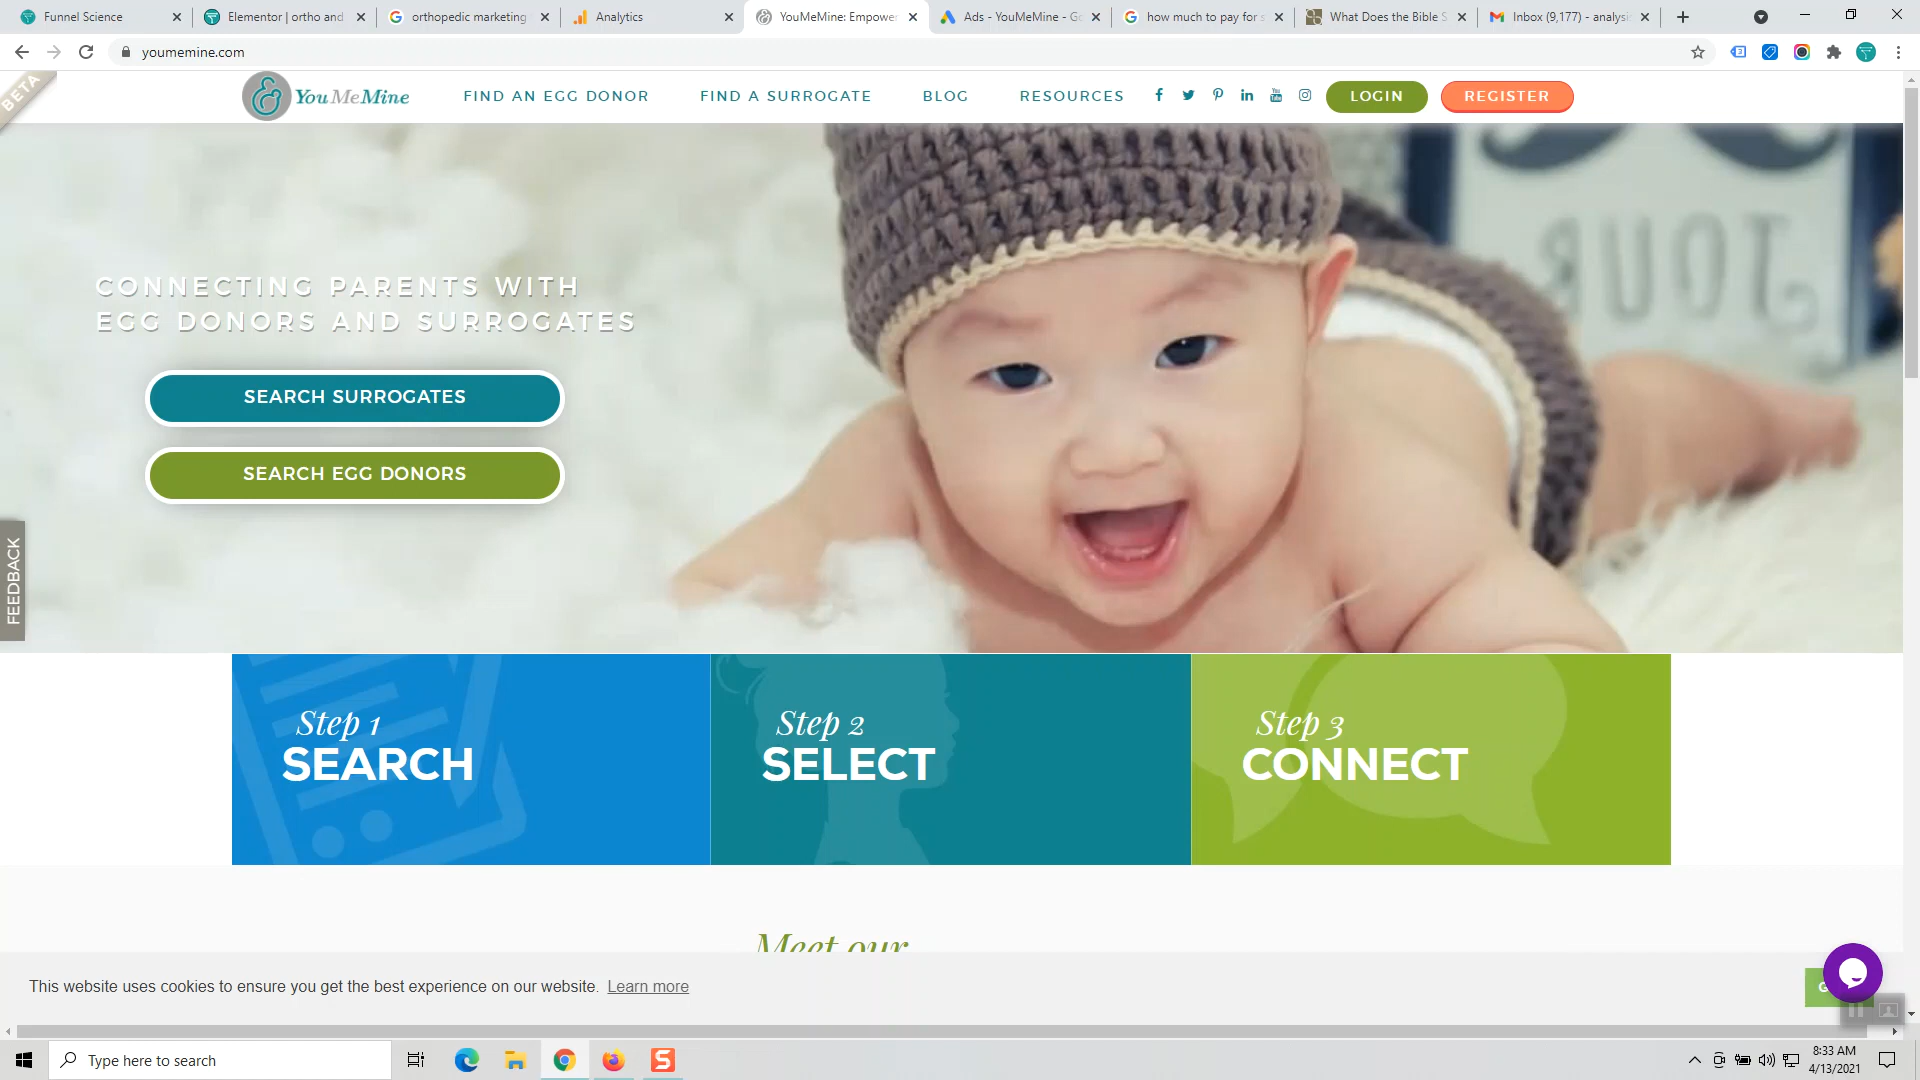 Funnel Science
Elementor | ortho and
orthopedic marketing
Analytics
YouMeMine: Empower
Ads - YouMeMine - Go
how much to pay for s
What Does the Bible S
Inbox (9,177) - analysis
youmemine.com
BETA
YouMeMine
FIND AN EGG DONOR
FIND A SURROGATE
BLOG
RESOURCES
LOGIN
REGISTER
CONNECTING PARENTS WITH
EGG DONORS AND SURROGATES
SEARCH SURROGATES
SEARCH EGG DONORS
FEEDBACK
Step 1
SEARCH
Step 2
SELECT
Step 3
CONNECT
Meet our
This website uses cookies to ensure you get the best experience on our website. Learn more
Type here to search
8:33 AM
4/13/2021